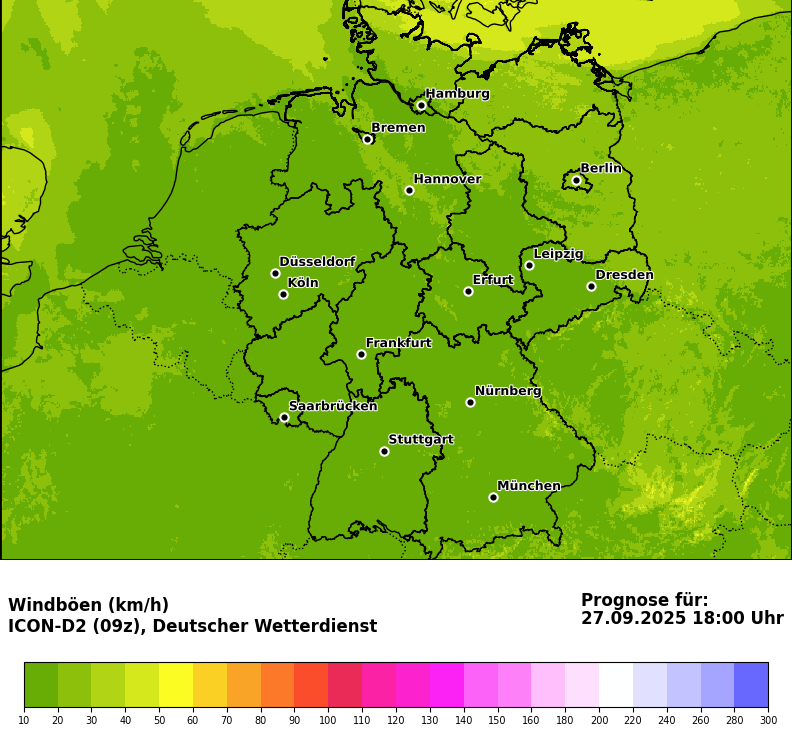 Hamburg
Bremen
Berlin
Hannover
Leipzig
Düsseldorf
Dresden
Köln
Erfurt
Frankfurt
Nürnberg
Saarbrücken
Stuttgart
München
Windböen (km/h)
ICON-D2 (09z), Deutscher Wetterdienst
Prognose für:
27.09.2025 18:00 Uhr
10 20 30 40 50 60 70 80 90 100 110 120 130 140 150 160 180 200 220 240 260 280 300